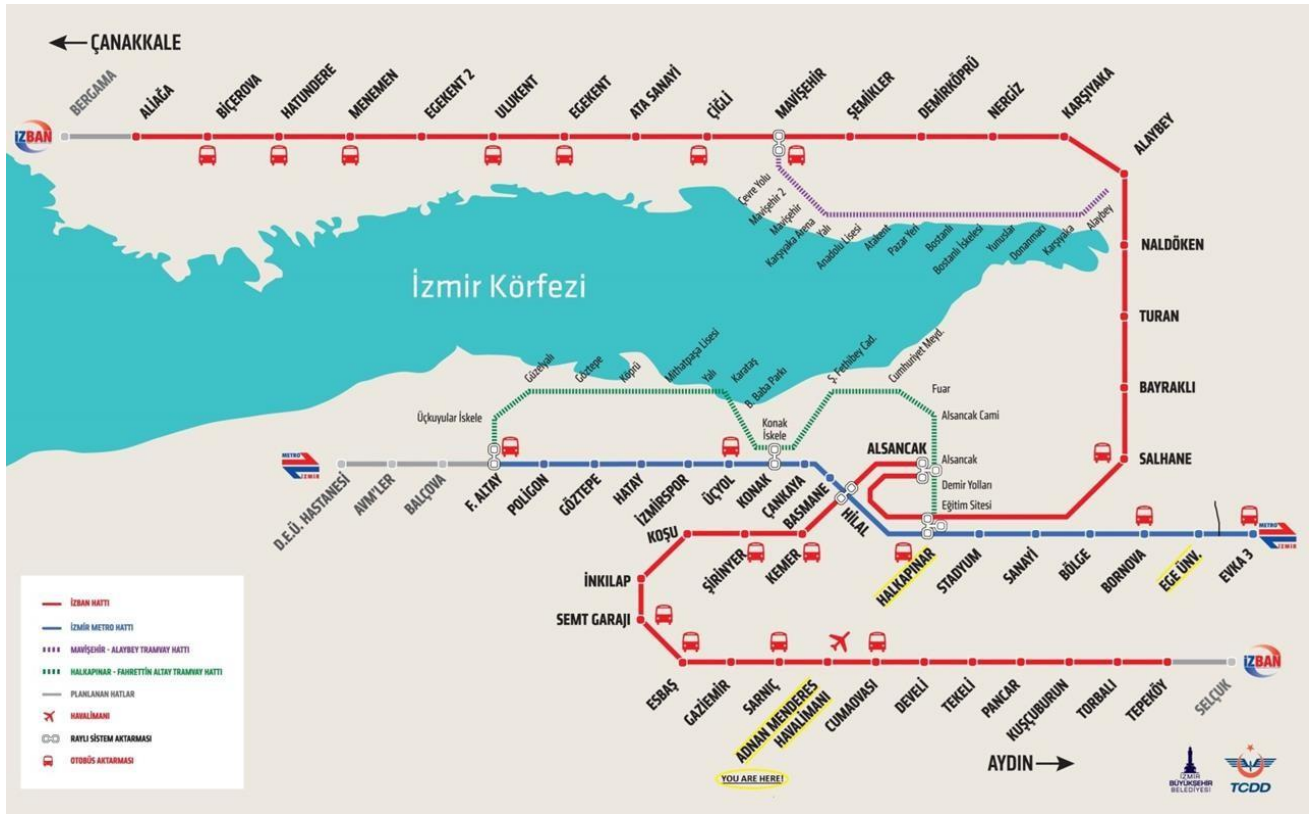 ÇANAKKALE
BERGAMA
ALİAĞA
BİÇEROVA
HATUNDERE
MENEMEN
EGEKENT 2
ULUKENT
EGEKENT
ATA SANAYİ
ÇİĞLİ
MAVİŞEHİR
ŞEMİKLER
DEMİRKÖPRÜ
NERGİZ
KARŞIYAKA
ALAYBEY
İZBAN
NALDÖKEN
TURAN
BAYRAKLI
SALHANE
Çevre Yolu
Mavişehir 2
Mavişehir
Karşıyaka Arena
Yalı
Anadolu Lisesi
Atakent
Pazar Yeri
Bostanlı
Bostanlı İskelesi
Yunuslar
Donanmacı
Karşıyaka
Alaybey
İzmir Körfezi
Üçkuyular İskele
Güzelyalı
Göztepe
Köprü
Mithatpaşa Lisesi
Yalı
Karataş
B. Baba Parkı
Konak
İskele
Ş. Fethibey Cad.
Cumhuriyet Meyd.
Fuar
Alsancak Cami
Alsancak
Demir Yolları
Eğitim Sitesi
ALSANCAK
METRO
İZMİR
D.E.Ü. HASTANESİ
AVM'LER
BALÇOVA
F. ALTAY
POLİGON
GÖZTEPE
HATAY
İZMİRSPOR
ÜÇYOL
KONAK
ÇANKAYA
BASMANE
HİLAL
HALKAPINAR
STADYUM
SANAYİ
BÖLGE
BORNOVA
EGE ÜNV.
EVKA 3
METRO
İZMİR
KOŞU
ŞİRİNYER
KEMER
İNKILAP
SEMT GARAJI
ESBAŞ
GAZİEMİR
SARNIÇ
ADNAN MENDERES
HAVALİMANI
CUMAOVASI
DEVELİ
TEKELİ
PANCAR
KUŞÇUBURUN
TORBALI
TEPEKÖY
SELÇUK
İZBAN
YOU ARE HERE!
AYDIN
İZBAN HATTI
İZMİR METRO HATTI
MAVİŞEHİR - ALAYBEY TRAMVAY HATTI
HALKAPINAR - FAHRETTİN ALTAY TRAMVAY HATTI
PLANLANAN HATLAR
HAVALİMANI
RAYLI SİSTEM AKTARMASI
OTOBÜS AKTARMASI
İZMİR
BÜYÜKŞEHİR
BELEDİYESİ
TCDD